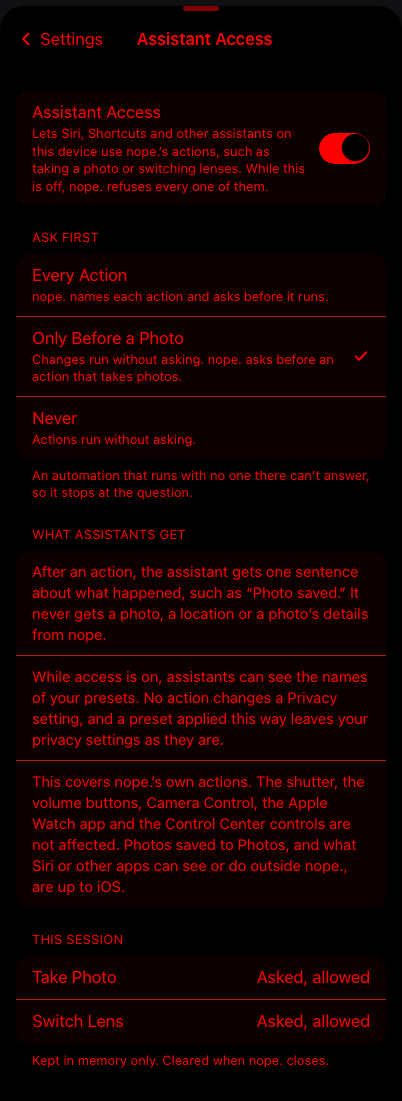 Settings
Assistant Access
Assistant Access
Lets Siri, Shortcuts and other assistants on
this device use nope.'s actions, such as
taking a photo or switching lenses. While this
is off, nope. refuses every one of them.
ASK FIRST
Every Action
nope. names each action and asks before it runs.
Only Before a Photo
Changes run without asking. nope. asks before an
action that takes photos.
Never
Actions run without asking.
An automation that runs with no one there can't answer,
so it stops at the question.
WHAT ASSISTANTS GET
After an action, the assistant gets one sentence
about what happened, such as “Photo saved.” It
never gets a photo, a location or a photo's details
from nope.
While access is on, assistants can see the names
of your presets. No action changes a Privacy
setting, and a preset applied this way leaves your
privacy settings as they are.
This covers nope.'s own actions. The shutter, the
volume buttons, Camera Control, the Apple
Watch app and the Control Center controls are
not affected. Photos saved to Photos, and what
Siri or other apps can see or do outside nope.,
are up to iOS.
THIS SESSION
Take Photo Asked, allowed
Switch Lens Asked, allowed
Kept in memory only. Cleared when nope. closes.